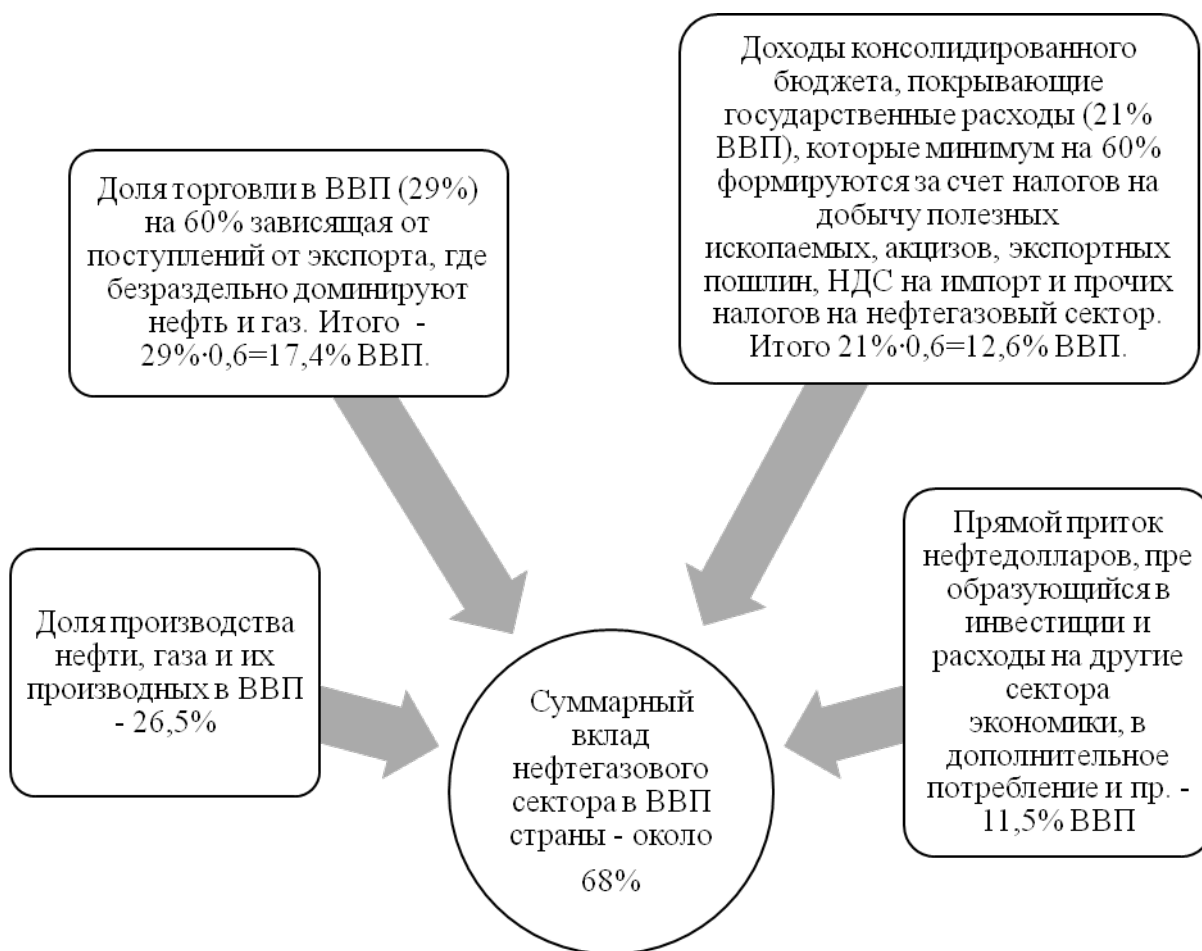 Доля торговли в ВВП (29%)
на 60% зависящая от
поступлений от экспорта, где
безраздельно доминируют
нефть и газ. Итого -
29%·0,6=17,4% ВВП.
Доходы консолидированного
бюджета, покрывающие
государственные расходы (21%
ВВП), которые минимум на 60%
формируются за счет налогов на
добычу полезных
ископаемых, акцизов, экспортных
пошлин, НДС на импорт и прочих
налогов на нефтегазовый сектор.
Итого 21%·0,6=12,6% ВВП.
Доля производства
нефти, газа и их
производных в ВВП
- 26,5%
Суммарный
вклад
нефтегазового
сектора в ВВП
страны - около
68%
Прямой приток
нефтедолларов, пре
образующийся в
инвестиции и
расходы на другие
сектора
экономики, в
дополнительное
потребление и пр. -
11,5% ВВП